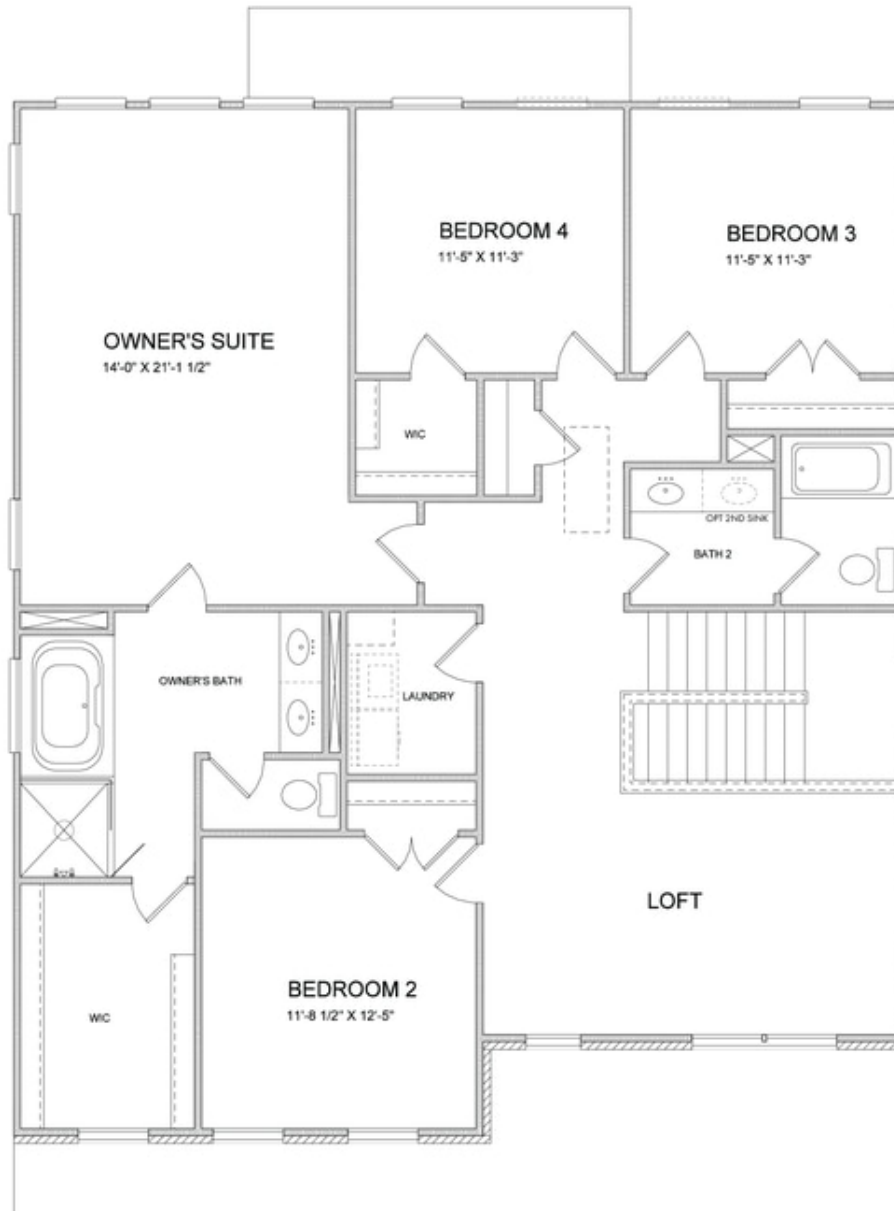 BEDROOM 4
11'-5" X 11'-3"
BEDROOM 3
11'-5" X 11'-3"
OWNER'S SUITE
14'-0" X 21'-1 1/2"
WIC
OPT 2ND SINK
BATH 2
OWNER'S BATH
LAUNDRY
LOFT
BEDROOM 2
11'-8 1/2" X 12'-5"
WIC